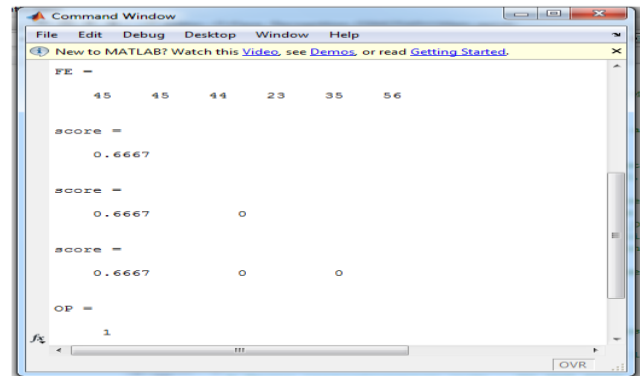 Command Window
File Edit Debug Desktop Window Help
New to MATLAB? Watch this Video, see Demos, or read Getting Started.
FE =
45 45 44 23 35 56
score =
0.6667
score =
0.6667 0
score =
0.6667 0 0
OP =
1
fx
OVR